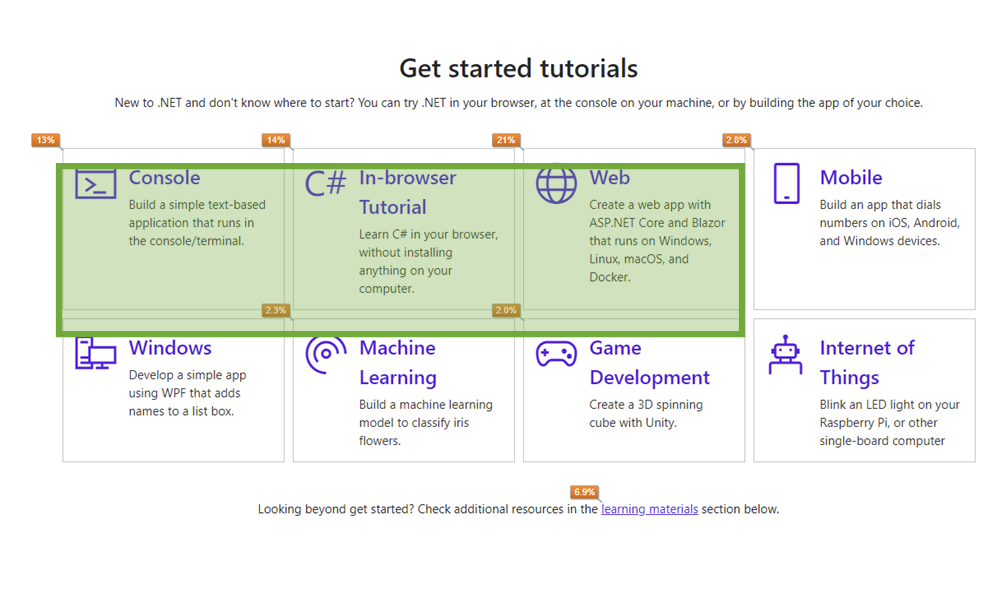 Get started tutorials
New to .NET and don't know where to start? You can try .NET in your browser, at the console on your machine, or by building the app of your choice.
13%
14%
21%
2.8%
Console
Build a simple text-based
application that runs in
the console/terminal.
C#
In-browser
Tutorial
Learn C# in your browser,
without installing
anything on your
computer.
Web
Create a web app with
ASP.NET Core and Blazor
that runs on Windows,
Linux, macOS, and
Docker.
Mobile
Build an app that dials
numbers on iOS, Android,
and Windows devices.
2.3%
2.0%
Windows
Develop a simple app
using WPF that adds
names to a list box.
Machine
Learning
Build a machine learning
model to classify iris
flowers.
Game
Development
Create a 3D spinning
cube with Unity.
Internet of
Things
Blink an LED light on your
Raspberry Pi, or other
single-board computer
6.9%
Looking beyond get started? Check additional resources in the learning materials section below.